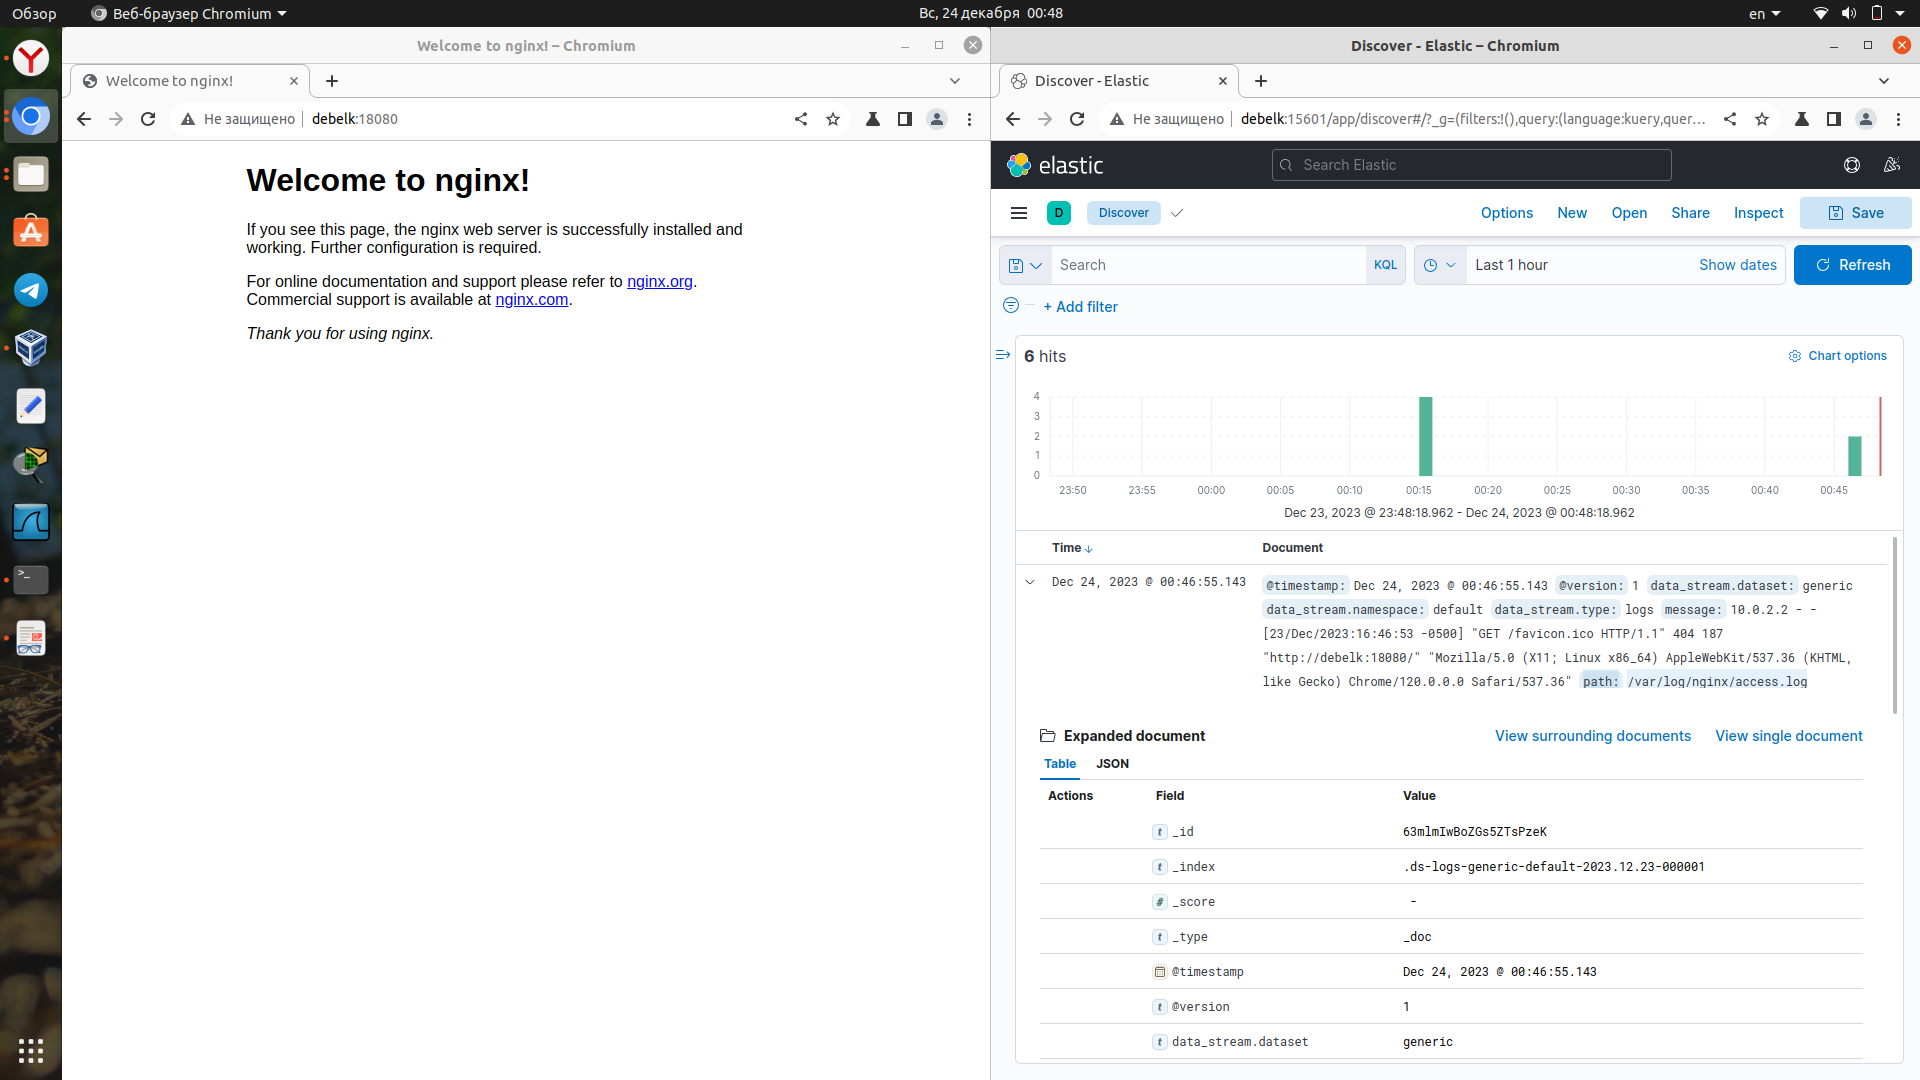 Обзор
Веб-браузер Chromium
Вс, 24 декабря 00:48
en
Welcome to nginx! – Chromium
Welcome to nginx!
Не защищено
debelk:18080
Welcome to nginx!
If you see this page, the nginx web server is successfully installed and
working. Further configuration is required.
For online documentation and support please refer to nginx.org.
Commercial support is available at nginx.com.
Thank you for using nginx.
Discover - Elastic – Chromium
Discover - Elastic
Не защищено
debelk:15601/app/discover#/?_g=(filters:!(),query:(language:kuery,quer…
elastic
Search Elastic
D
Discover
Options
New
Open
Share
Inspect
Save
Search
KQL
Last 1 hour
Show dates
Refresh
+ Add filter
6 hits
Chart options
4
3
2
1
0
23:50 23:55 00:00 00:05 00:10 00:15 00:20 00:25 00:30 00:35 00:40 00:45
Dec 23, 2023 @ 23:48:18.962 - Dec 24, 2023 @ 00:48:18.962
Time
Document
Dec 24, 2023 @ 00:46:55.143
@timestamp: Dec 24, 2023 @ 00:46:55.143 @version: 1 data_stream.dataset: generic
data_stream.namespace: default data_stream.type: logs message: 10.0.2.2 - -
[23/Dec/2023:16:46:53 -0500] "GET /favicon.ico HTTP/1.1" 404 187
"http://debelk:18080/" "Mozilla/5.0 (X11; Linux x86_64) AppleWebKit/537.36 (KHTML,
like Gecko) Chrome/120.0.0.0 Safari/537.36" path: /var/log/nginx/access.log
Expanded document
View surrounding documents
View single document
Table
JSON
Actions
Field
Value
t _id
63mlmIwBoZGs5ZTsPzeK
t _index
.ds-logs-generic-default-2023.12.23-000001
# _score
-
t _type
_doc
@timestamp
Dec 24, 2023 @ 00:46:55.143
t @version
1
t data_stream.dataset
generic